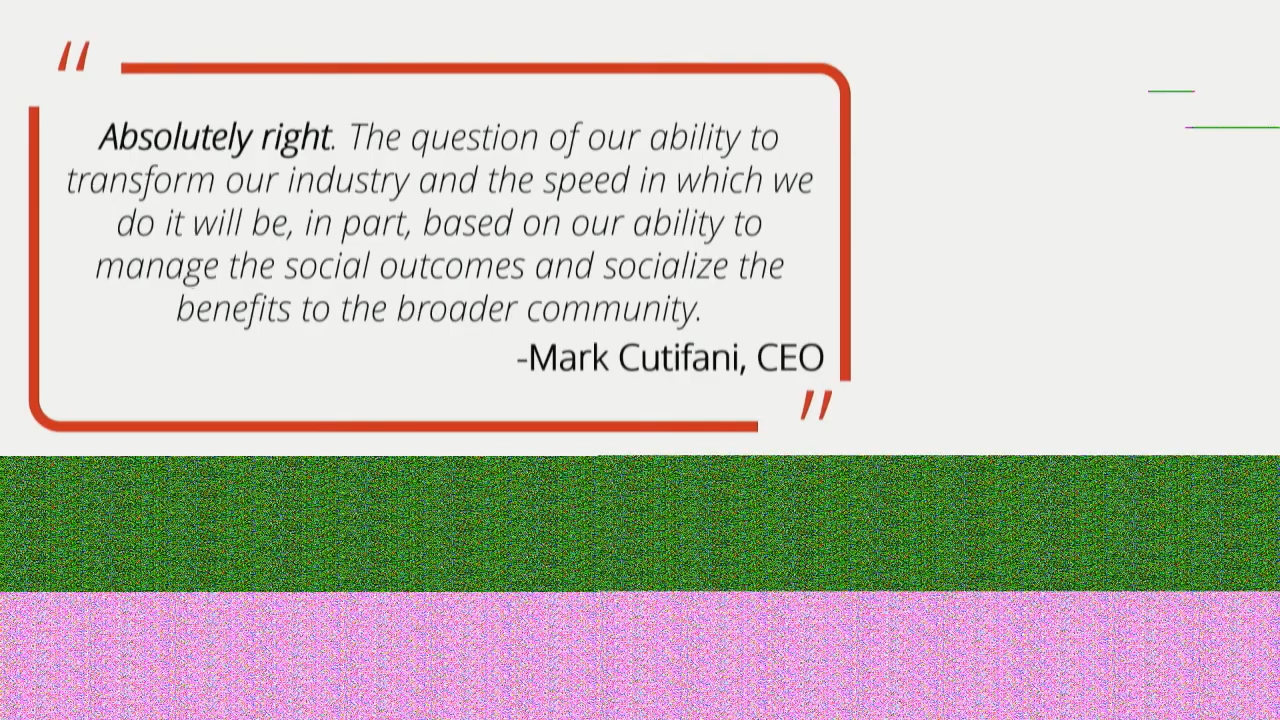 “
Absolutely right. The question of our ability to
transform our industry and the speed in which we
do it will be, in part, based on our ability to
manage the social outcomes and socialize the
benefits to the broader community.
-Mark Cutifani, CEO
”